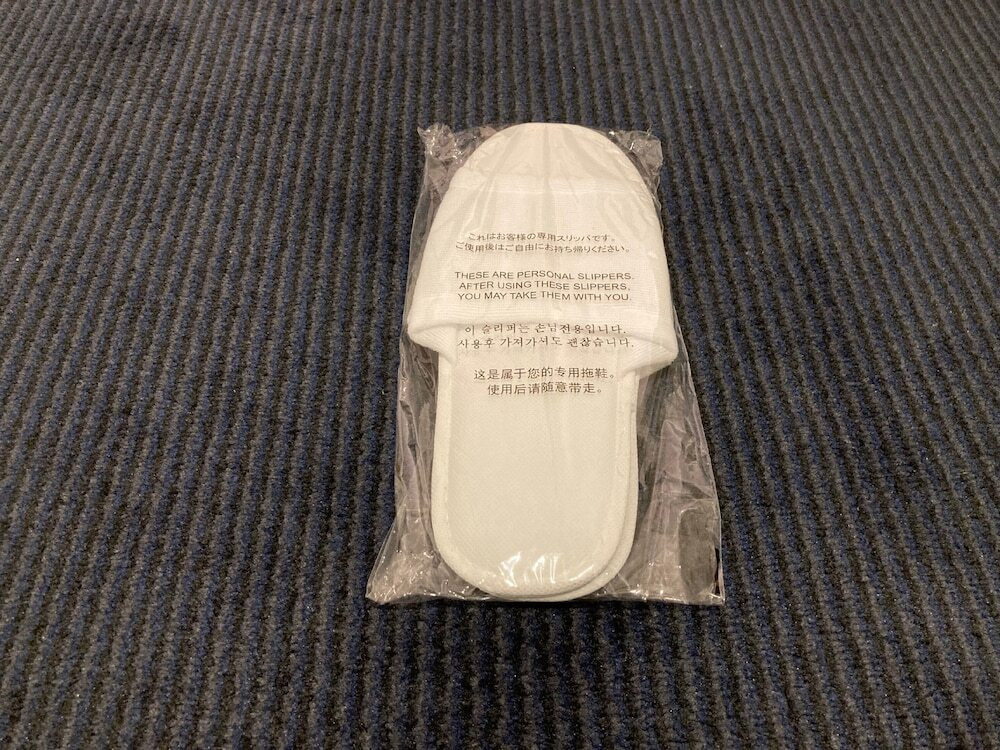 これはお客様の専用スリッパです。
ご使用後はご自由にお持ち帰りください。
THESE ARE PERSONAL SLIPPERS.
AFTER USING THESE SLIPPERS,
YOU MAY TAKE THEM WITH YOU.
이 슬리퍼는 손님전용입니다.
사용후 가져가셔도 괜찮습니다.
这是属于您的专用拖鞋。
使用后请随意带走。